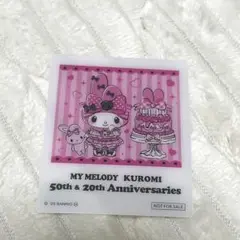 MY MELODY KUROMI
50th & 20th Anniversaries
NOT FOR SALE